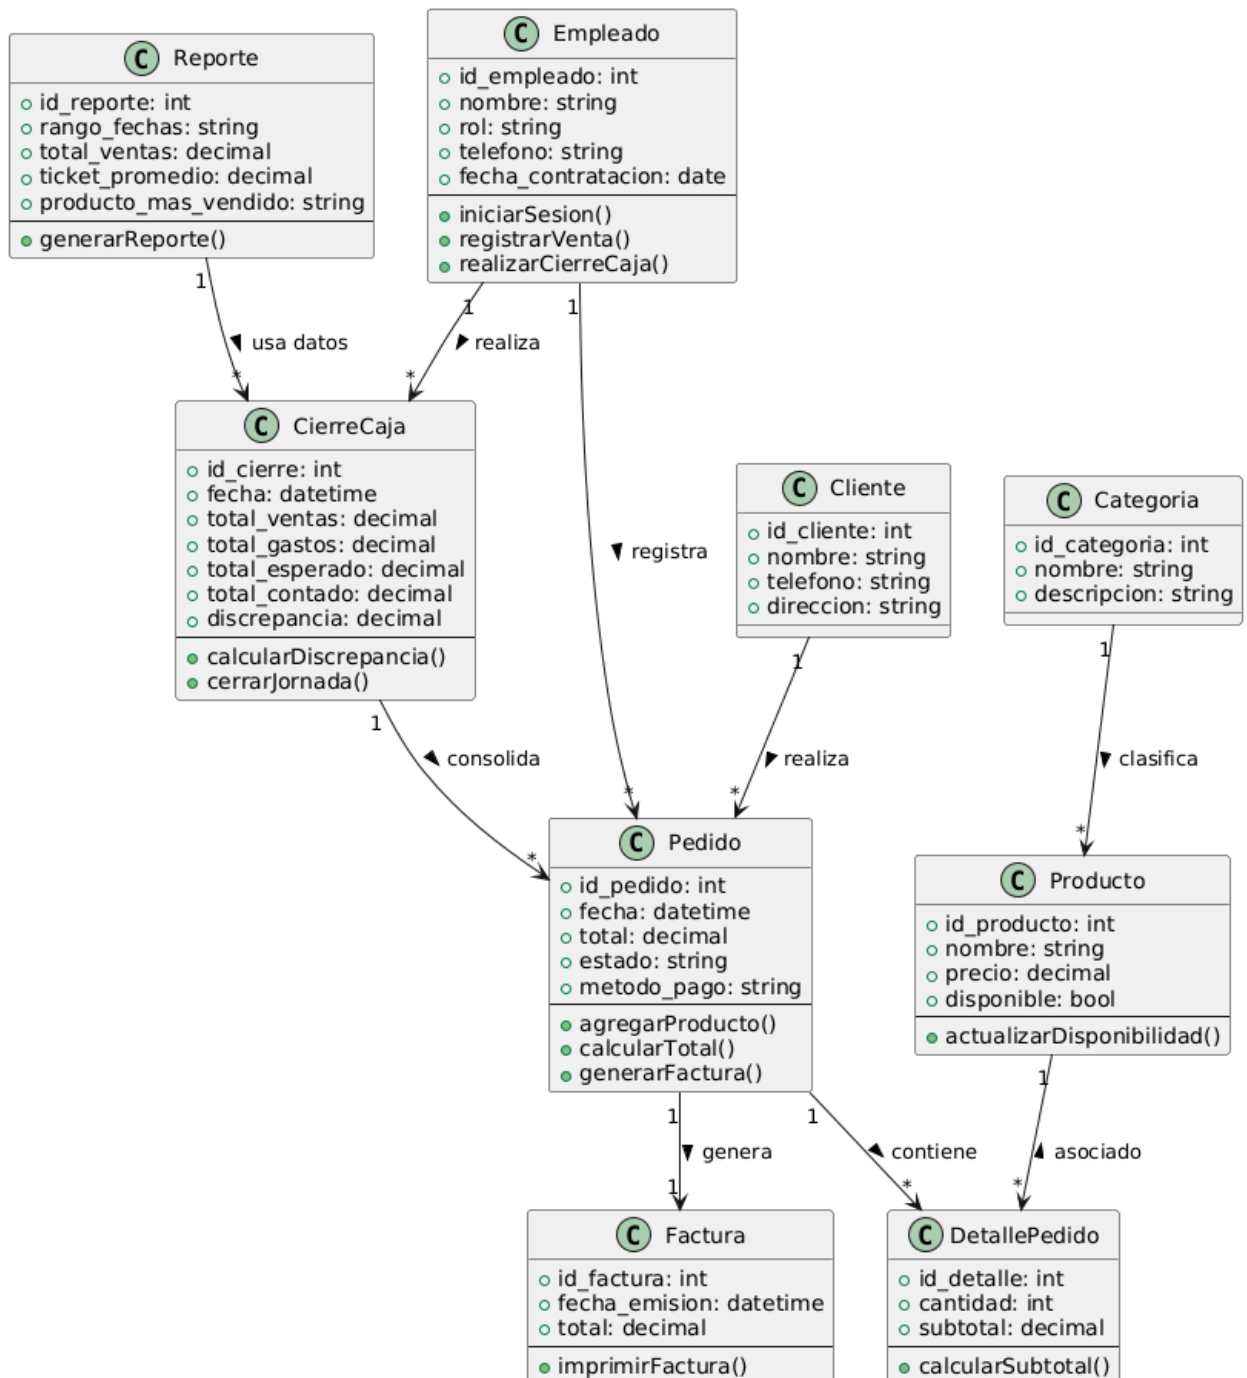 C Reporte
id_reporte: int
rango_fechas: string
total_ventas: decimal
ticket_promedio: decimal
producto_mas_vendido: string
generarReporte()
C Empleado
id_empleado: int
nombre: string
rol: string
telefono: string
fecha_contratacion: date
iniciarSesion()
registrarVenta()
realizarCierreCaja()
1
usa datos
*
1
realiza
*
1
registra
*
C CierreCaja
id_cierre: int
fecha: datetime
total_ventas: decimal
total_gastos: decimal
total_esperado: decimal
total_contado: decimal
discrepancia: decimal
calcularDiscrepancia()
cerrarJornada()
C Cliente
id_cliente: int
nombre: string
telefono: string
direccion: string
C Categoria
id_categoria: int
nombre: string
descripcion: string
1
consolida
*
1
realiza
*
1
clasifica
*
C Pedido
id_pedido: int
fecha: datetime
total: decimal
estado: string
metodo_pago: string
agregarProducto()
calcularTotal()
generarFactura()
C Producto
id_producto: int
nombre: string
precio: decimal
disponible: bool
actualizarDisponibilidad()
1
genera
1
1
contiene
*
1
asociado
*
C Factura
id_factura: int
fecha_emision: datetime
total: decimal
imprimirFactura()
C DetallePedido
id_detalle: int
cantidad: int
subtotal: decimal
calcularSubtotal()